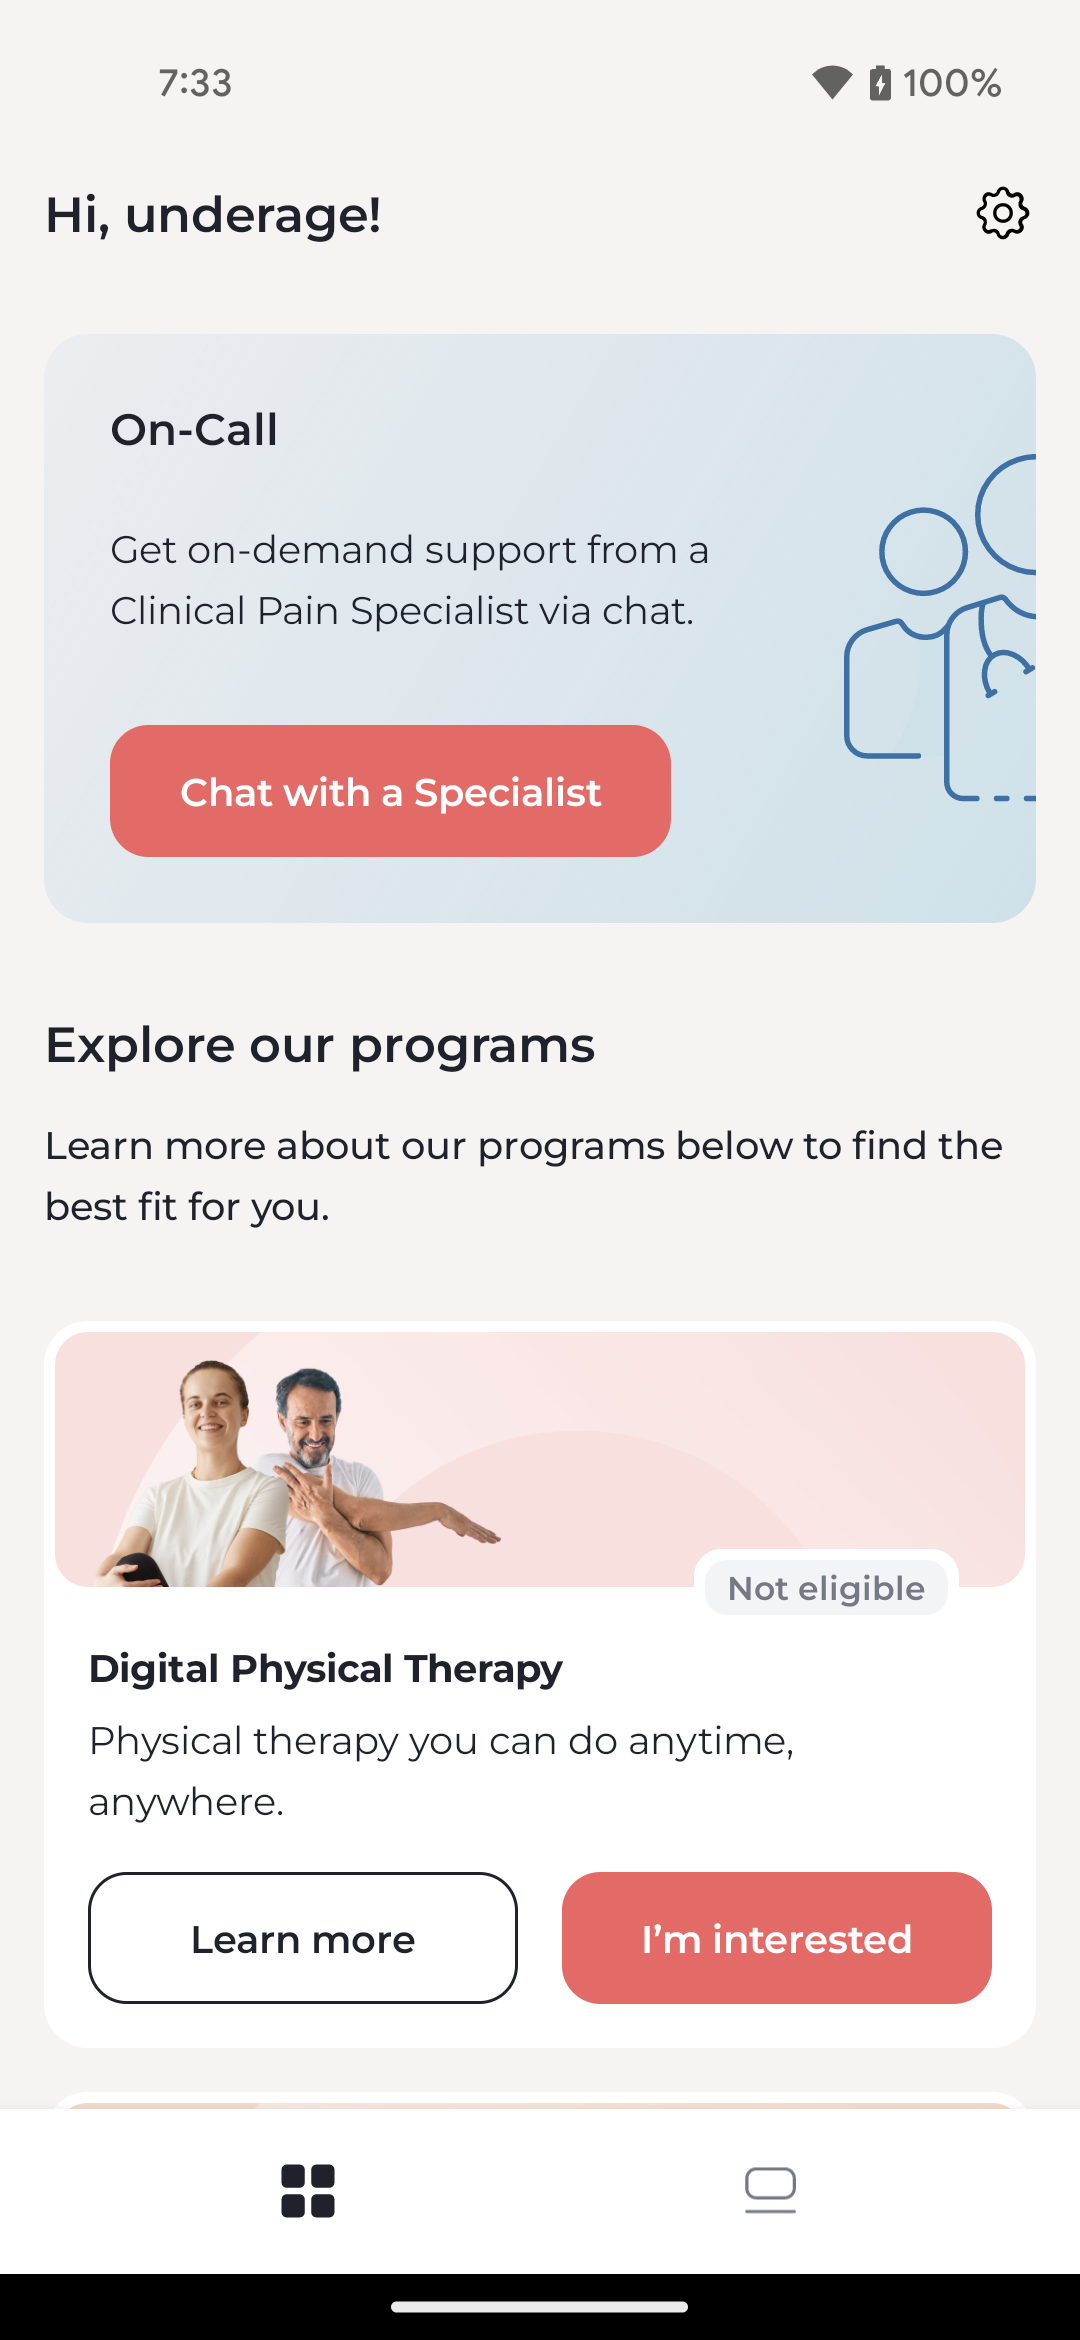 7:33
100%
Hi, underage!
On-Call
Get on-demand support from a
Clinical Pain Specialist via chat.
Chat with a Specialist
Explore our programs
Learn more about our programs below to find the
best fit for you.
Not eligible
Digital Physical Therapy
Physical therapy you can do anytime,
anywhere.
Learn more
I’m interested